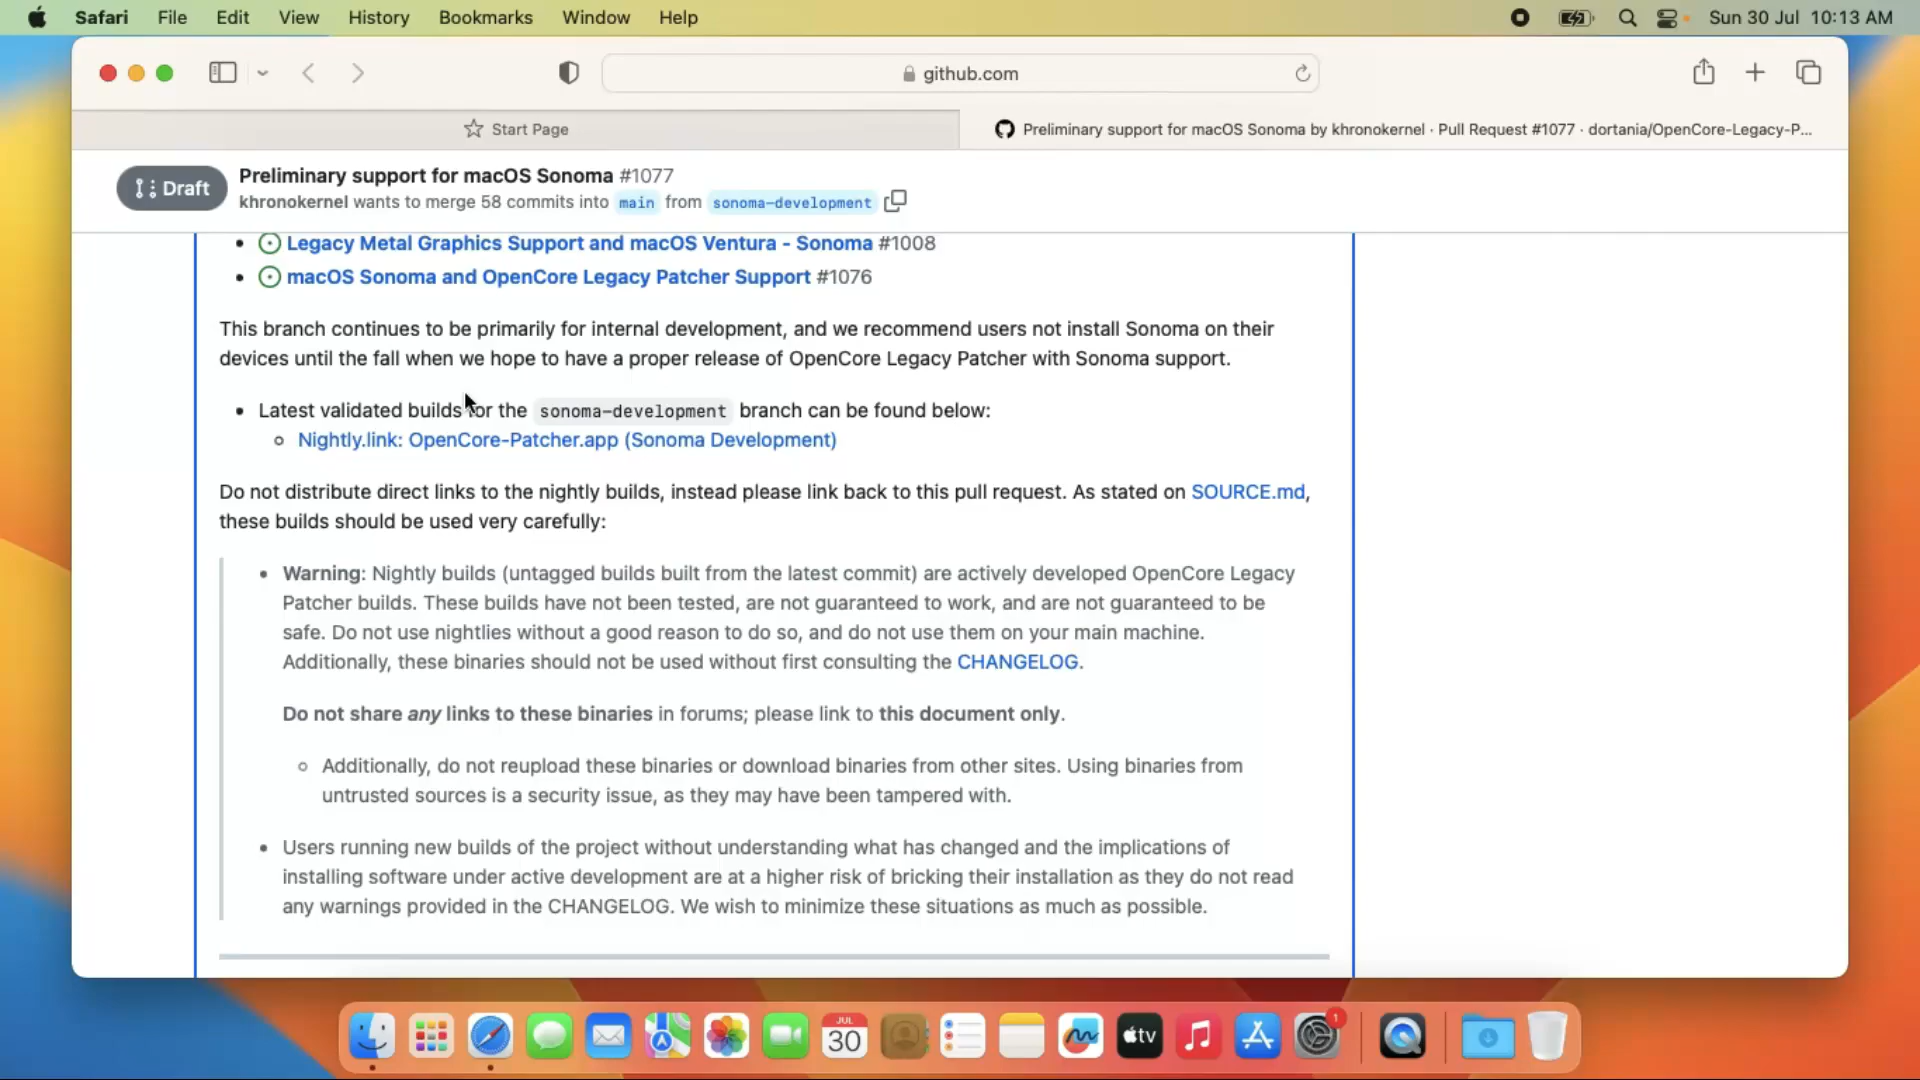 Safari File Edit View History Bookmarks Window Help Sun 30 Jul 10:13 AM
github.com
Start Page
Preliminary support for macOS Sonoma by khronokernel · Pull Request #1077 · dortania/OpenCore-Legacy-P...
Draft
Preliminary support for macOS Sonoma #1077
khronokernel wants to merge 58 commits into main from sonoma-development
Legacy Metal Graphics Support and macOS Ventura - Sonoma #1008
macOS Sonoma and OpenCore Legacy Patcher Support #1076
This branch continues to be primarily for internal development, and we recommend users not install Sonoma on their
devices until the fall when we hope to have a proper release of OpenCore Legacy Patcher with Sonoma support.
Latest validated builds for the sonoma-development branch can be found below:
Nightly.link: OpenCore-Patcher.app (Sonoma Development)
Do not distribute direct links to the nightly builds, instead please link back to this pull request. As stated on SOURCE.md,
these builds should be used very carefully:
Warning: Nightly builds (untagged builds built from the latest commit) are actively developed OpenCore Legacy
Patcher builds. These builds have not been tested, are not guaranteed to work, and are not guaranteed to be
safe. Do not use nightlies without a good reason to do so, and do not use them on your main machine.
Additionally, these binaries should not be used without first consulting the CHANGELOG.
Do not share any links to these binaries in forums; please link to this document only.
Additionally, do not reupload these binaries or download binaries from other sites. Using binaries from
untrusted sources is a security issue, as they may have been tampered with.
Users running new builds of the project without understanding what has changed and the implications of
installing software under active development are at a higher risk of bricking their installation as they do not read
any warnings provided in the CHANGELOG. We wish to minimize these situations as much as possible.
JUL
30
tv
1